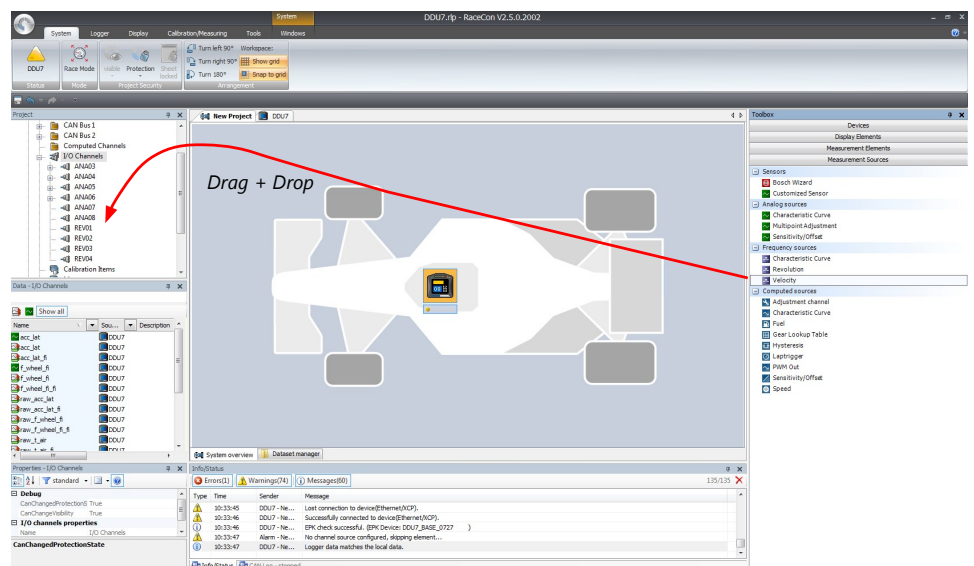 System
DDU7.rlp - RaceCon V2.5.0.2002
System Logger Display Calibration/Measuring Tools Windows
DDU7
Race Mode
visible
Protection
Sheet locked
Turn left 90°
Turn right 90°
Turn 180°
Workspace:
Show grid
Snap to grid
Status Mode Project Security Arrangement
Project
CAN Bus 1
CAN Bus 2
Computed Channels
I/O Channels
ANA03
ANA04
ANA05
ANA06
ANA07
ANA08
REV01
REV02
REV03
REV04
Calibration Items
Data - I/O Channels
Show all
Name Sou... Description
acc_lat DDU7
acc_lat DDU7
acc_lat_fi DDU7
f_wheel_fi DDU7
f_wheel_fi DDU7
f_wheel_fi_fi DDU7
raw_acc_lat DDU7
raw_acc_lat_fi DDU7
raw_f_wheel_fi DDU7
raw_f_wheel_fl_fi DDU7
raw_t_air DDU7
raw_t_air_fi DDU7
Properties - I/O Channels
standard
Debug
CanChangedProtectionS True
CanChangeVisibility True
I/O channels properties
Name I/O Channels
CanChangedProtectionState
New Project DDU7
Drag + Drop
System overview Dataset manager
Info/Status
Errors(1) Warnings(74) Messages(60) 135/135
Type Time Sender Message
10:33:45 DDU7 - Ne... Lost connection to device(Ethernet/XCP).
10:33:46 DDU7 - Ne... Successfully connected to device(Ethernet/XCP).
10:33:46 DDU7 - Ne... EPK check successful. (EPK Device: DDU7_BASE_0727 )
10:33:47 Alarm - Ne... No channel source configured, skipping element...
10:33:47 DDU7 - Ne... Logger data matches the local data.
Info/Status CAN Log - stopped
Toolbox
Devices
Display Elements
Measurement Elements
Measurement Sources
Sensors
Bosch Wizard
Customized Sensor
Analog sources
Characteristic Curve
Multipoint Adjustment
Sensitivity/Offset
Frequency sources
Characteristic Curve
Revolution
Velocity
Computed sources
Adjustment channel
Characteristic Curve
Fuel
Gear Lookup Table
Hysteresis
Laptrigger
PWM Out
Sensitivity/Offset
Speed